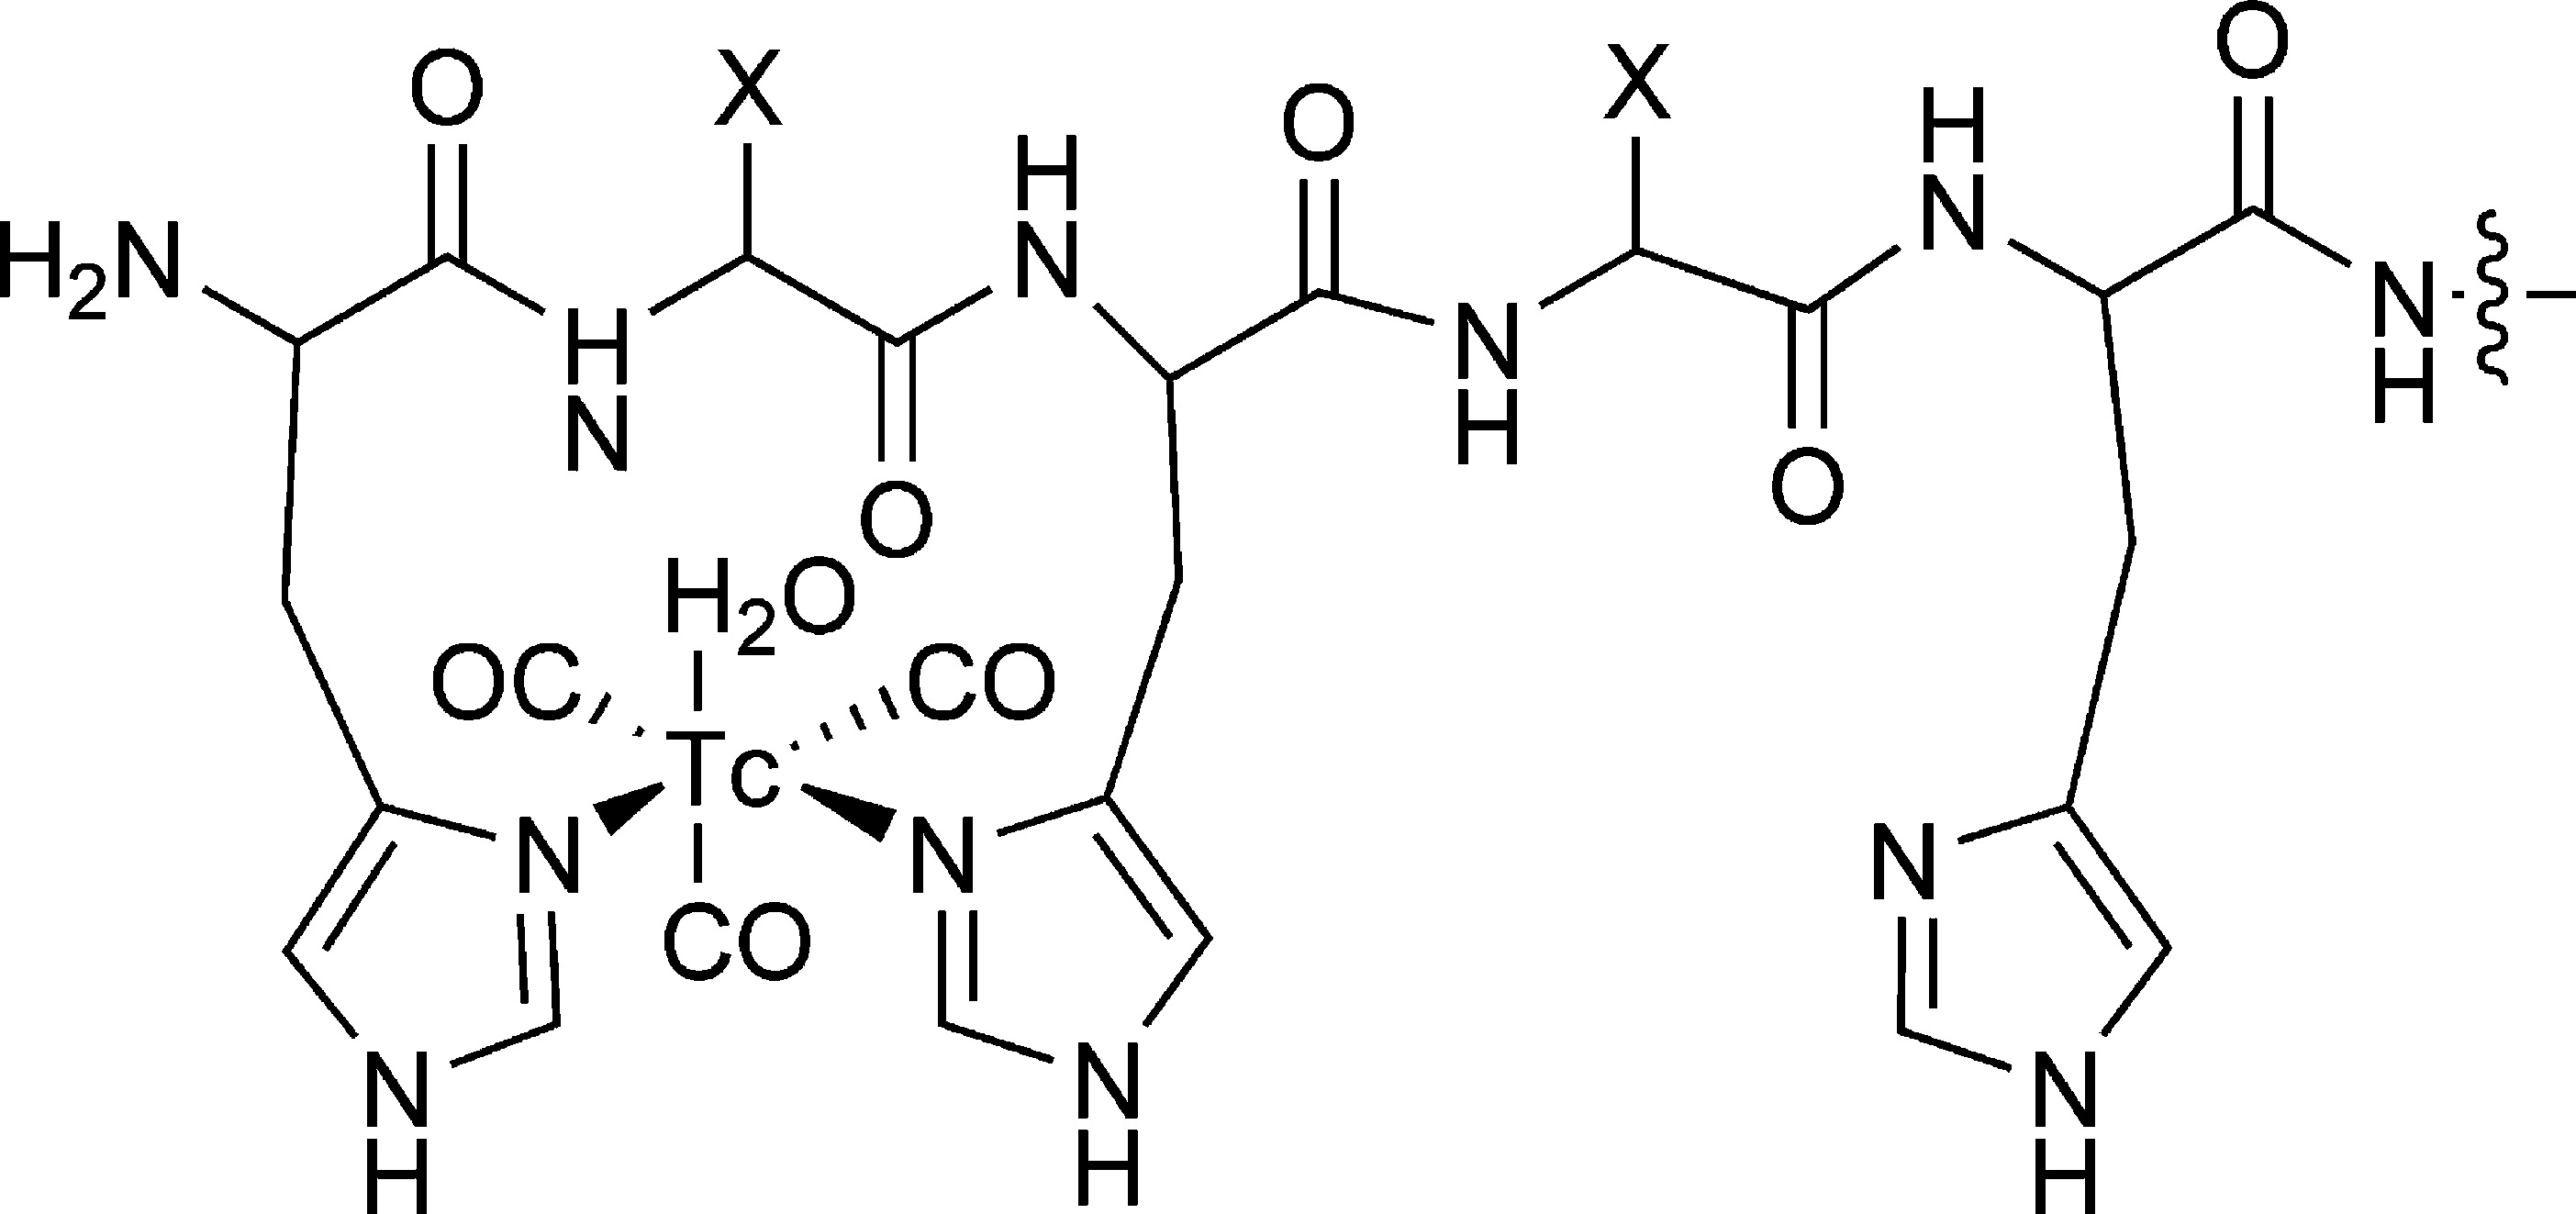 O X H N O X H N O
H₂N H N N H N H
O O
H₂O
OC CO
Tc
N N N
CO
N H N H N H